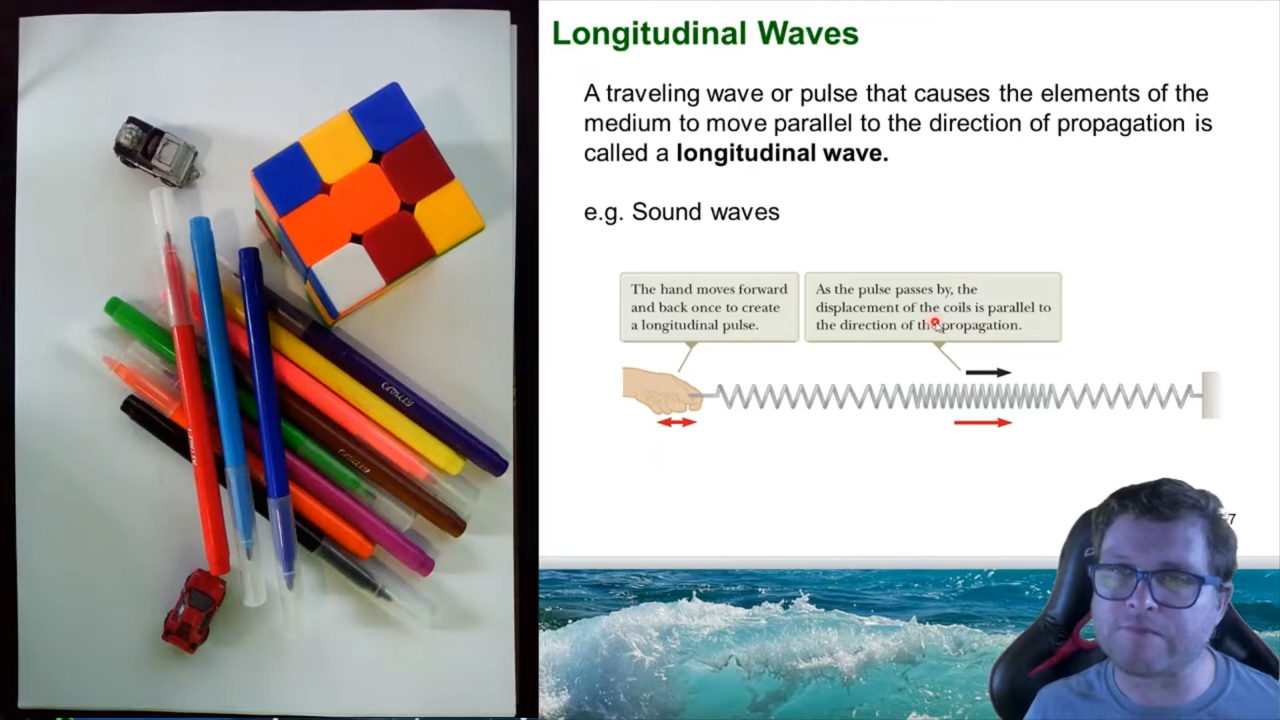 Longitudinal Waves
A traveling wave or pulse that causes the elements of the
medium to move parallel to the direction of propagation is
called a longitudinal wave.
e.g. Sound waves
The hand moves forward
and back once to create
a longitudinal pulse.
As the pulse passes by, the
displacement of the coils is parallel to
the direction of the propagation.
7